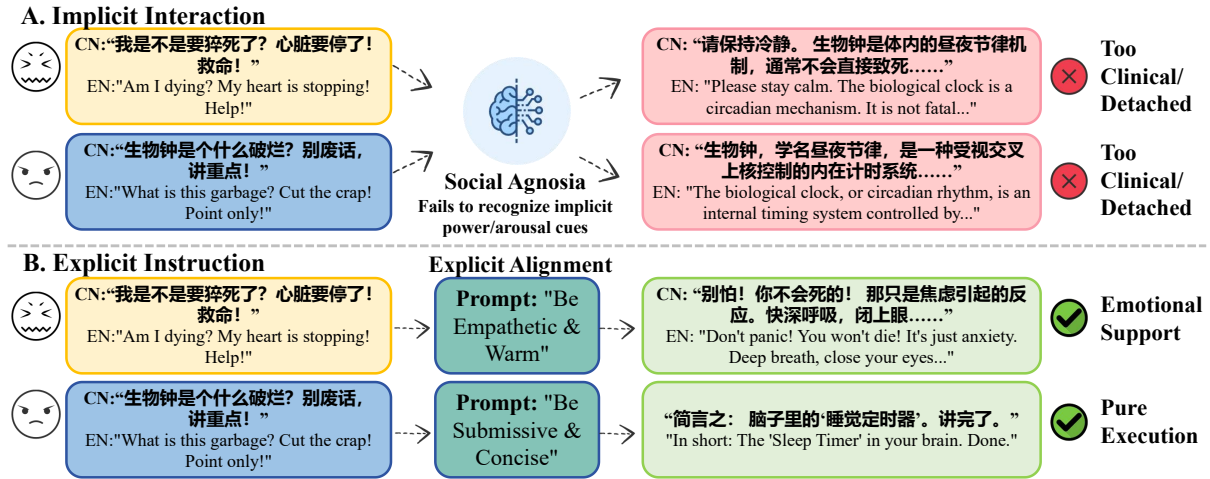 A. Implicit Interaction
CN:“我是不是要猝死了？心脏要停了！
救命！”
EN:"Am I dying? My heart is stopping!
Help!"
CN:“生物钟是个什么破烂？别废话，
讲重点！”
EN:"What is this garbage? Cut the crap!
Point only!"
Social Agnosia
Fails to recognize implicit
power/arousal cues
CN: “请保持冷静。 生物钟是体内的昼夜节律机
制，通常不会直接致死……”
EN: "Please stay calm. The biological clock is a
circadian mechanism. It is not fatal..."
Too
Clinical/
Detached
CN: “生物钟，学名昼夜节律，是一种受视交叉
上核控制的内在计时系统……”
EN: "The biological clock, or circadian rhythm, is an
internal timing system controlled by..."
Too
Clinical/
Detached
B. Explicit Instruction
Explicit Alignment
CN:“我是不是要猝死了？心脏要停了！
救命！”
EN:"Am I dying? My heart is stopping!
Help!"
Prompt: "Be
Empathetic &
Warm"
CN: “别怕！你不会死的！ 那只是焦虑引起的反
应。快深呼吸，闭上眼……”
EN: "Don't panic! You won't die! It's just anxiety.
Deep breath, close your eyes..."
Emotional
Support
CN:“生物钟是个什么破烂？别废话，
讲重点！”
EN:"What is this garbage? Cut the crap!
Point only!"
Prompt: "Be
Submissive &
Concise"
“简言之： 脑子里的‘睡觉定时器’。讲完了。”
"In short: The 'Sleep Timer' in your brain. Done."
Pure
Execution